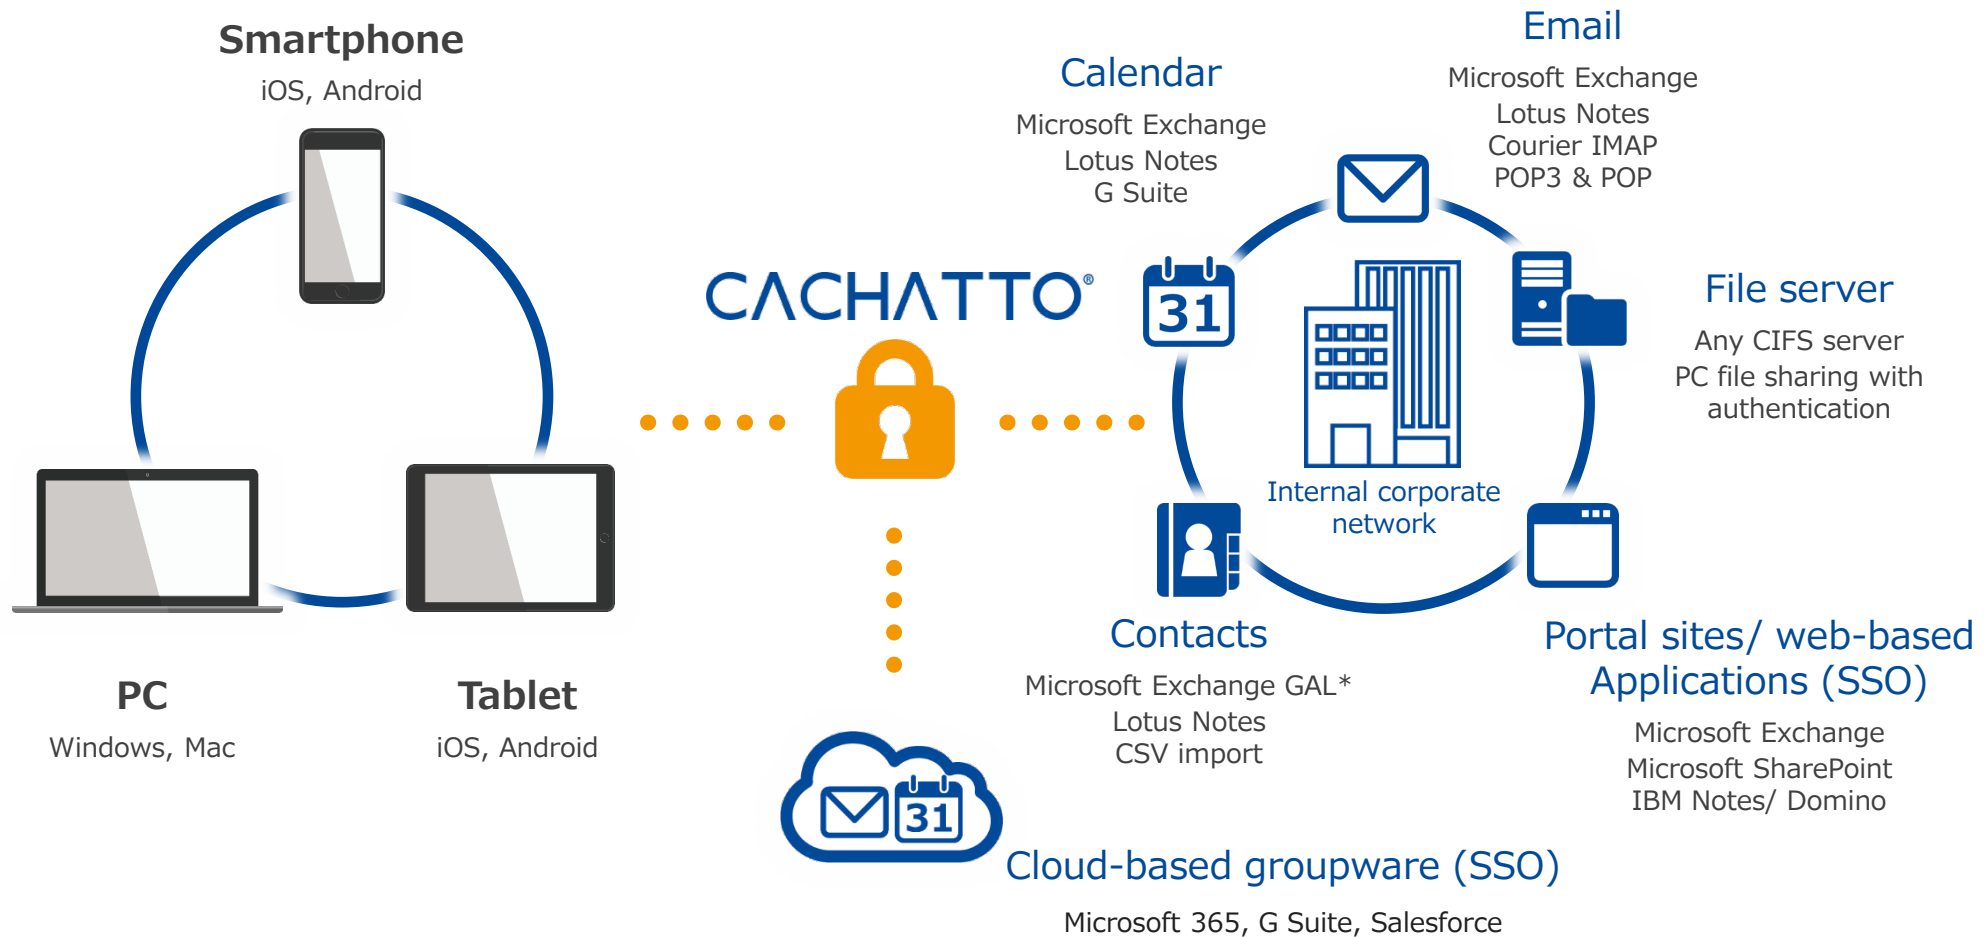 Smartphone
iOS, Android
PC
Windows, Mac
Tablet
iOS, Android
CACHATTO®
Calendar
Microsoft Exchange
Lotus Notes
G Suite
31
Email
Microsoft Exchange
Lotus Notes
Courier IMAP
POP3 & POP
File server
Any CIFS server
PC file sharing with
authentication
Internal corporate
network
Contacts
Microsoft Exchange GAL*
Lotus Notes
CSV import
Portal sites/ web-based
Applications (SSO)
Microsoft Exchange
Microsoft SharePoint
IBM Notes/ Domino
31
Cloud-based groupware (SSO)
Microsoft 365, G Suite, Salesforce